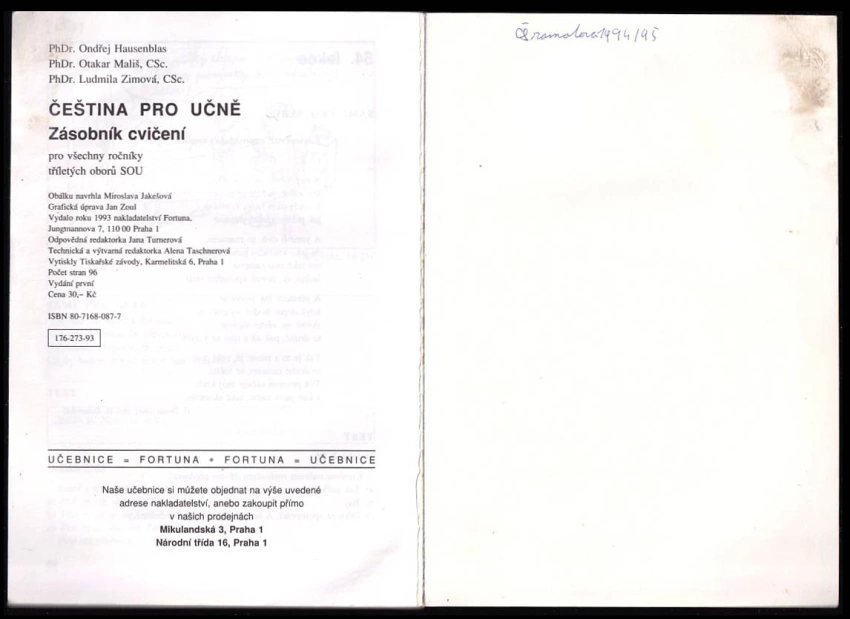 PhDr. Ondřej Hausenblas
PhDr. Otakar Mališ, CSc.
PhDr. Ludmila Zimová, CSc.
ČEŠTINA PRO UČNĚ
Zásobník cvičení
pro všechny ročníky
tříletých oborů SOU
Obálku navrhla Miroslava Jakešová
Grafická úprava Jan Zoul
Vydalo roku 1993 nakladatelství Fortuna,
Jungmannova 7, 110 00 Praha 1
Odpovědná redaktorka Jana Turnerová
Technická a výtvarná redaktorka Alena Taschnerová
Vytiskly Tiskařské závody, Karmelitská 6, Praha 1
Počet stran 96
Vydání první
Cena 30,– Kč
ISBN 80-7168-087-7
176-273-93
UČEBNICE = FORTUNA * FORTUNA = UČEBNICE
Naše učebnice si můžete objednat na výše uvedené
adrese nakladatelství, anebo zakoupit přímo
v našich prodejnách
Mikulandská 3, Praha 1
Národní třída 16, Praha 1
1994/95